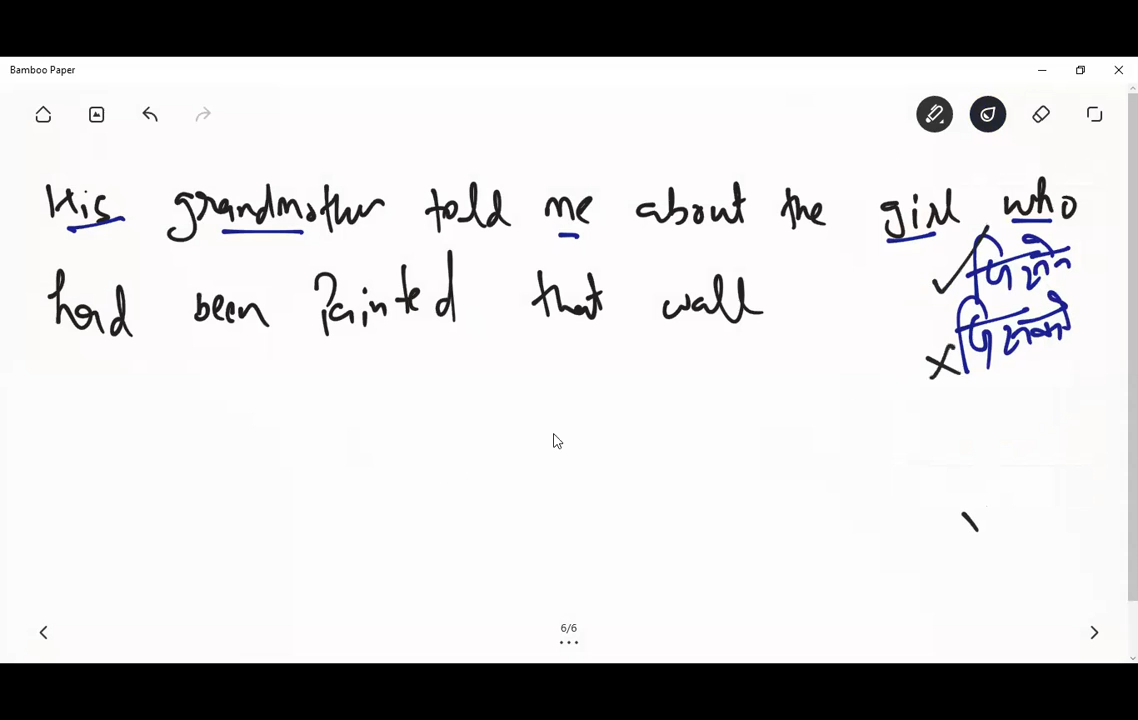 Bamboo Paper
His grandmother told me about the girl who
had been Painted that wall
6/6